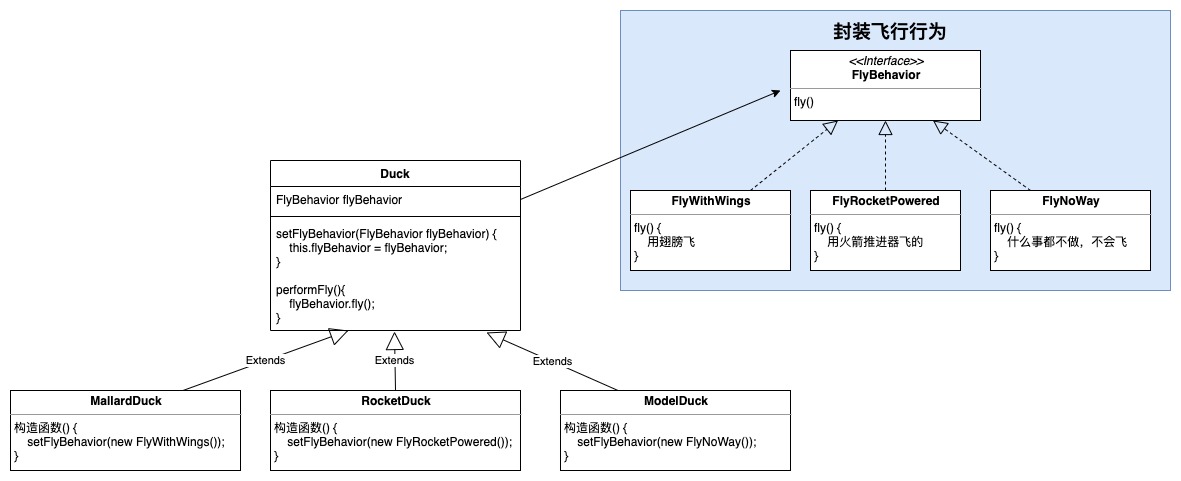 封装飞行行为
<<Interface>>
FlyBehavior
fly()
Duck
FlyBehavior flyBehavior
setFlyBehavior(FlyBehavior flyBehavior) {
this.flyBehavior = flyBehavior;
}
performFly(){
flyBehavior.fly();
}
FlyWithWings
fly() {
用翅膀飞
}
FlyRocketPowered
fly() {
用火箭推进器飞的
}
FlyNoWay
fly() {
什么事都不做，不会飞
}
Extends
Extends
Extends
MallardDuck
构造函数() {
setFlyBehavior(new FlyWithWings());
}
RocketDuck
构造函数() {
setFlyBehavior(new FlyRocketPowered());
}
ModelDuck
构造函数() {
setFlyBehavior(new FlyNoWay());
}